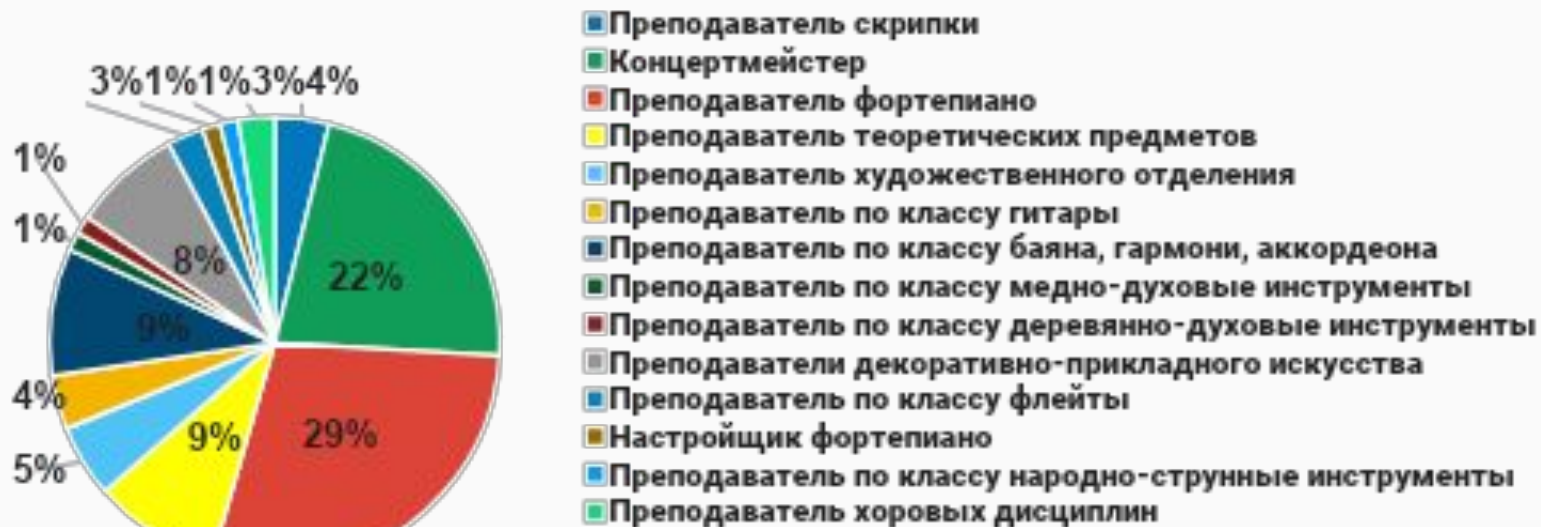 3%1%1%3%4%
1%
1%
8%
22%
9%
4%
9%
29%
5%
Преподаватель скрипки
Концертмейстер
Преподаватель фортепиано
Преподаватель теоретических предметов
Преподаватель художественного отделения
Преподаватель по классу гитары
Преподаватель по классу баяна, гармони, аккордеона
Преподаватель по классу медно-духовые инструменты
Преподаватель по классу деревянно-духовые инструменты
Преподаватели декоративно-прикладного искусства
Преподаватель по классу флейты
Настройщик фортепиано
Преподаватель по классу народно-струнные инструменты
Преподаватель хоровых дисциплин